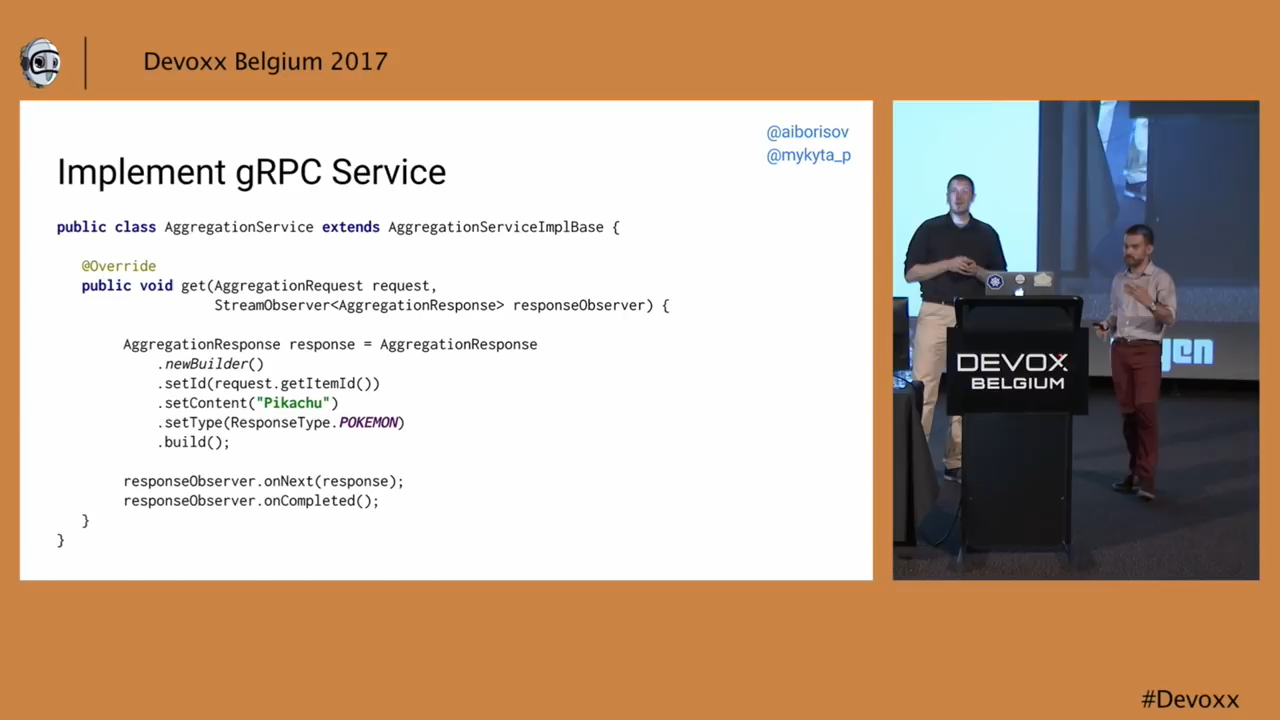 Devoxx Belgium 2017
@aiborisov
@mykyta_p
Implement gRPC Service
public class AggregationService extends AggregationServiceImplBase {
@Override
public void get(AggregationRequest request,
StreamObserver<AggregationResponse> responseObserver) {
AggregationResponse response = AggregationResponse
.newBuilder()
.setId(request.getItemId())
.setContent("Pikachu")
.setType(ResponseType.POKEMON)
.build();
responseObserver.onNext(response);
responseObserver.onCompleted();
}
}
DEVOXX
BELGIUM
#Devoxx